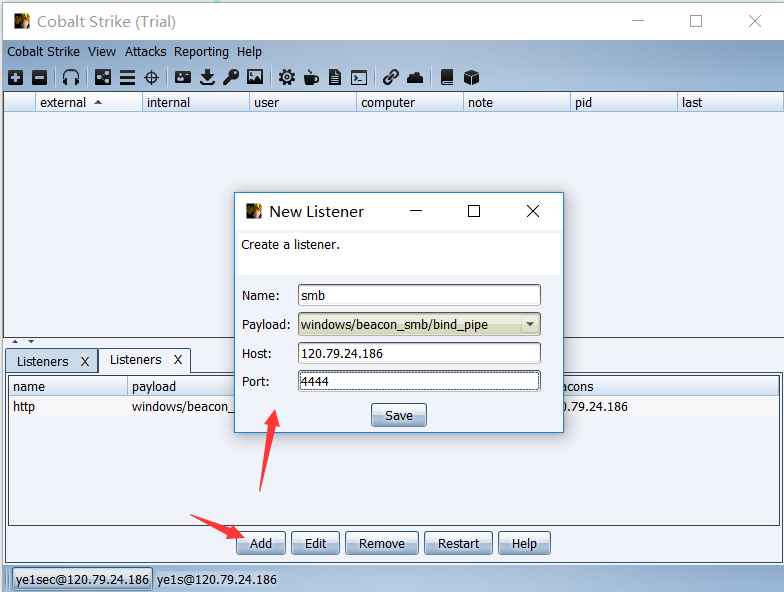 Cobalt Strike (Trial)
Cobalt Strike View Attacks Reporting Help
external internal user computer note pid last
New Listener
Create a listener.
Name: smb
Payload: windows/beacon_smb/bind_pipe
Host: 120.79.24.186
Port: 4444
Save
Listeners X Listeners X
name payload
http windows/beacon_ .79.24.186
Add Edit Remove Restart Help
ye1sec@120.79.24.186 ye1s@120.79.24.186